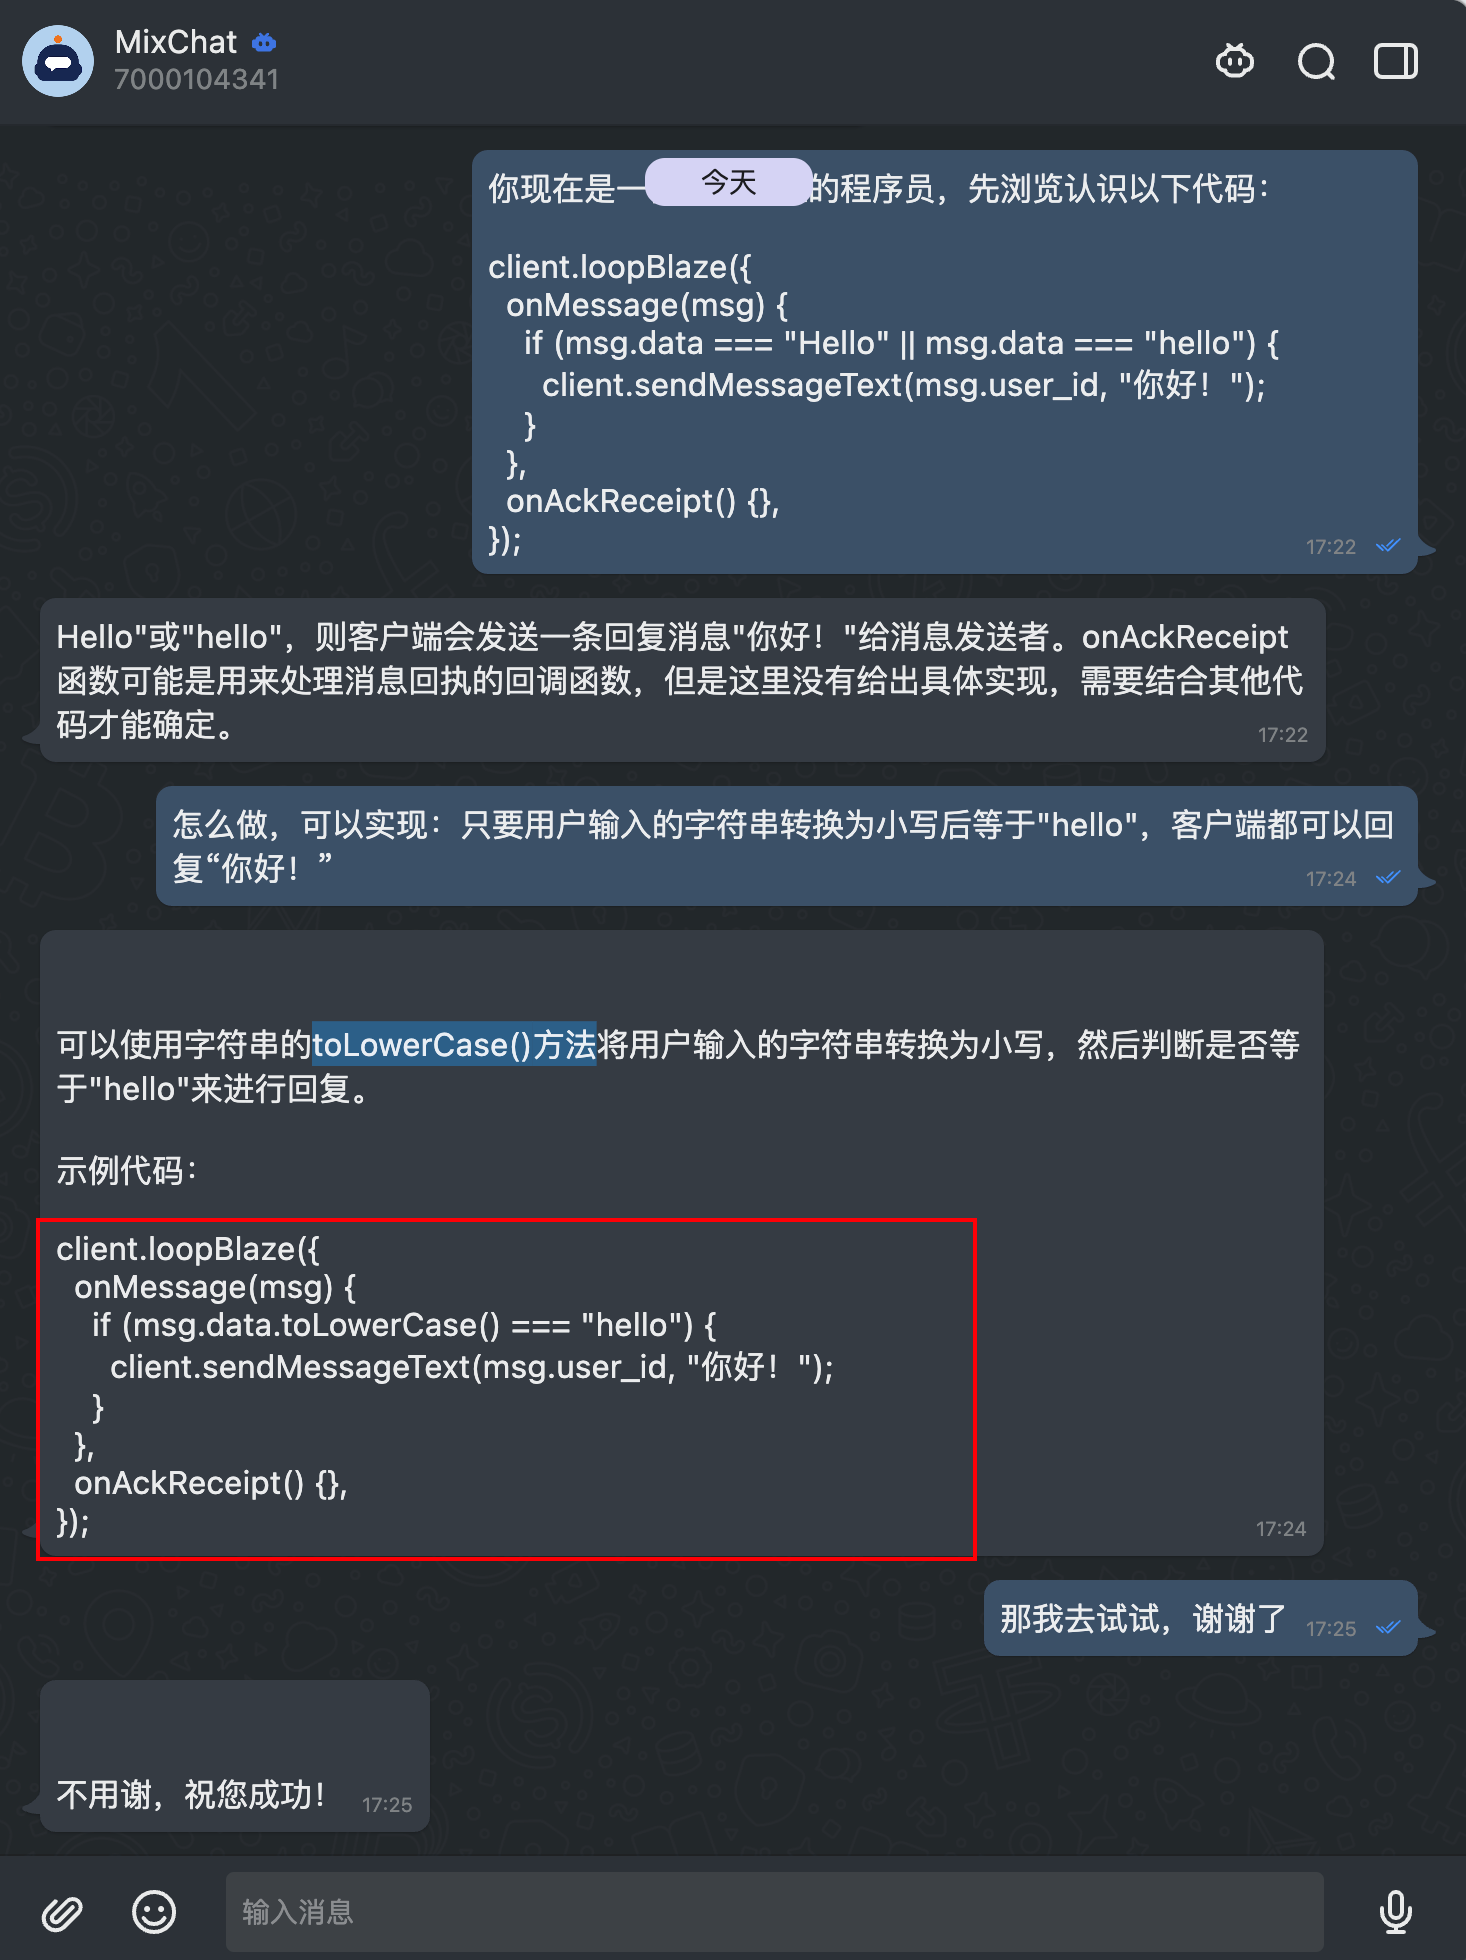 MixChat
7000104341
今天
你现在是一 的程序员，先浏览认识以下代码：
client.loopBlaze({
onMessage(msg) {
if (msg.data === "Hello" || msg.data === "hello") {
client.sendMessageText(msg.user_id, "你好！");
}
},
onAckReceipt() {},
});
17:22
Hello"或"hello"，则客户端会发送一条回复消息"你好！"给消息发送者。onAckReceipt
函数可能是用来处理消息回执的回调函数，但是这里没有给出具体实现，需要结合其他代
码才能确定。
17:22
怎么做，可以实现：只要用户输入的字符串转换为小写后等于"hello"，客户端都可以回
复“你好！”
17:24
可以使用字符串的toLowerCase()方法将用户输入的字符串转换为小写，然后判断是否等
于"hello"来进行回复。
示例代码：
client.loopBlaze({
onMessage(msg) {
if (msg.data.toLowerCase() === "hello") {
client.sendMessageText(msg.user_id, "你好！");
}
},
onAckReceipt() {},
});
17:24
那我去试试，谢谢了 17:25
不用谢，祝您成功！ 17:25
输入消息